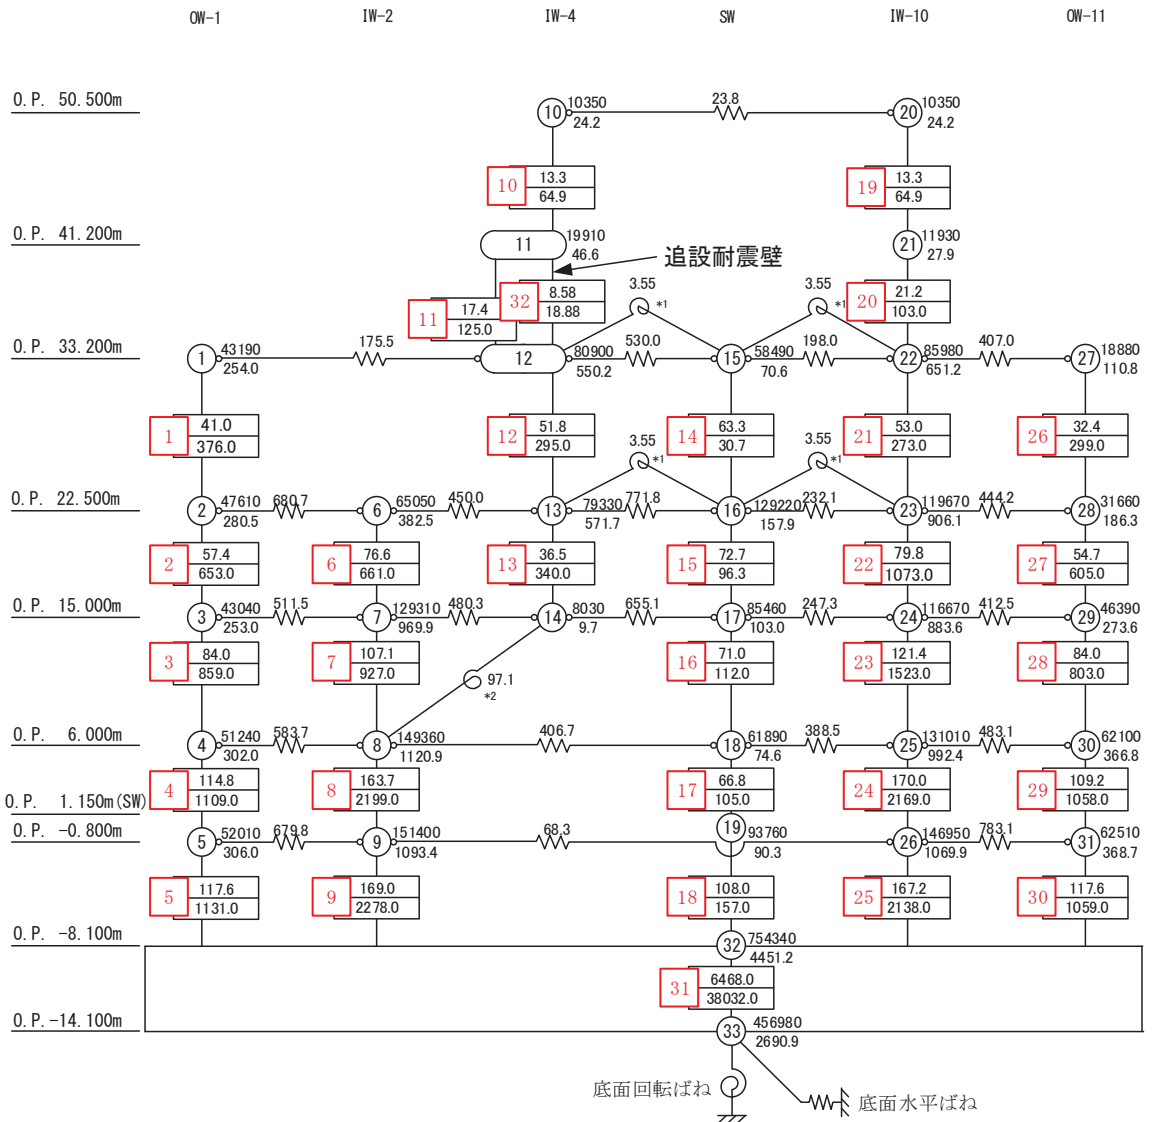 OW-1 IW-2 IW-4 SW IW-10 OW-11
O.P. 50.500m 10 10350 23.8 20 10350
24.2 24.2
10 13.3 19 13.3
64.9 64.9
O.P. 41.200m 11 19910 21 11930
46.6 27.9
追設耐震壁
32 8.58 3.55 3.55 20 21.2
18.88 *1 *1 103.0
11 17.4
125.0
O.P. 33.200m 1 43190 175.5 12 80900 530.0 15 58490 198.0 22 85980 407.0 27 18880
254.0 550.2 70.6 651.2 110.8
1 41.0 12 51.8 14 63.3 21 53.0 26 32.4
376.0 295.0 30.7 273.0 299.0
3.55 3.55
*1 *1
O.P. 22.500m 2 47610 680.7 6 65050 450.0 13 79330 771.8 16 129220 232.1 23 119670 444.2 28 31660
280.5 382.5 571.7 157.9 906.1 186.3
2 57.4 6 76.6 13 36.5 15 72.7 22 79.8 27 54.7
653.0 661.0 340.0 96.3 1073.0 605.0
O.P. 15.000m 3 43040 511.5 7 129310 480.3 14 8030 655.1 17 85460 247.3 24 116670 412.5 29 46390
253.0 969.9 9.7 103.0 883.6 273.6
3 84.0 7 107.1 16 71.0 23 121.4 28 84.0
859.0 927.0 112.0 1523.0 803.0
97.1
*2
O.P. 6.000m 4 51240 583.7 8 149360 406.7 18 61890 388.5 25 131010 483.1 30 62100
302.0 1120.9 74.6 992.4 366.8
4 114.8 8 163.7 17 66.8 24 170.0 29 109.2
1109.0 2199.0 105.0 2169.0 1058.0
O.P. 1.150m(SW)
O.P. -0.800m 5 52010 679.8 9 151400 68.3 19 93760 26 146950 783.1 31 62510
306.0 1093.4 90.3 1069.9 368.7
5 117.6 9 169.0 18 108.0 25 167.2 30 117.6
1131.0 2278.0 157.0 2138.0 1059.0
O.P. -8.100m 32 754340
4451.2
31 6468.0
38032.0
O.P.-14.100m 33 456980
2690.9
底面回転ばね 底面水平ばね